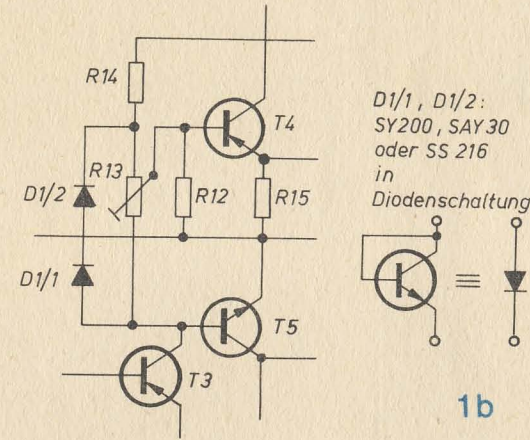 R14
T4
R13
D1/2
R12
R15
D1/1
T5
T3
D1/1, D1/2:
SY200, SAY30
oder SS 216
in
Diodenschaltung
1b